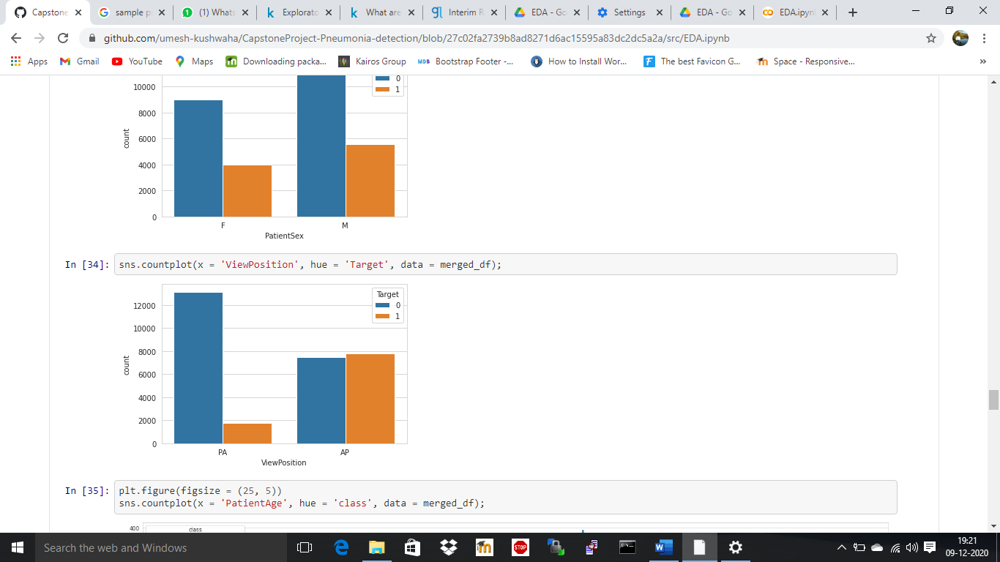 Capstone
sample p
(1) Whats
Explorato
What are
Interim R
EDA - Go
Settings
EDA - Go
EDA.ipyn
github.com/umesh-kushwaha/CapstoneProject-Pneumonia-detection/blob/27c02fa2739b8ad8271d6ac15595a83dc2dc5a2a/src/EDA.ipynb
Apps
Gmail
YouTube
Maps
Downloading packa...
Kairos Group
MDB Bootstrap Footer -...
How to Install Wor...
The best Favicon G...
Space - Responsive...
»
0
1
10000
8000
6000
4000
2000
0
count
F
M
PatientSex
In [34]:
sns.countplot(x = 'ViewPosition', hue = 'Target', data = merged_df);
Target
0
1
12000
10000
8000
6000
4000
2000
0
count
PA
AP
ViewPosition
In [35]:
plt.figure(figsize = (25, 5))
sns.countplot(x = 'PatientAge', hue = 'class', data = merged_df);
400
class
Search the web and Windows
STOP
19:21
09-12-2020